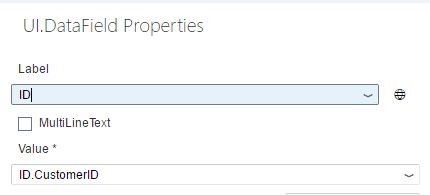 UI.DataField Properties
Label
ID
MultiLineText
Value *
ID.CustomerID